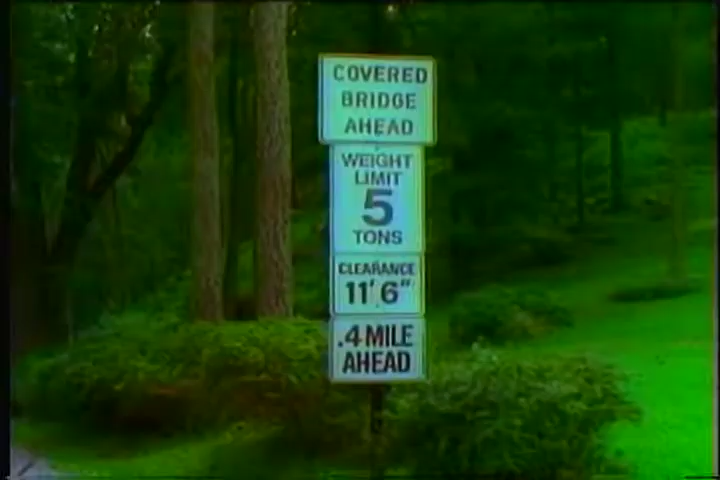 COVERED
BRIDGE
AHEAD
WEIGHT
LIMIT
5
TONS
CLEARANCE
11' 6"
.4 MILE
AHEAD